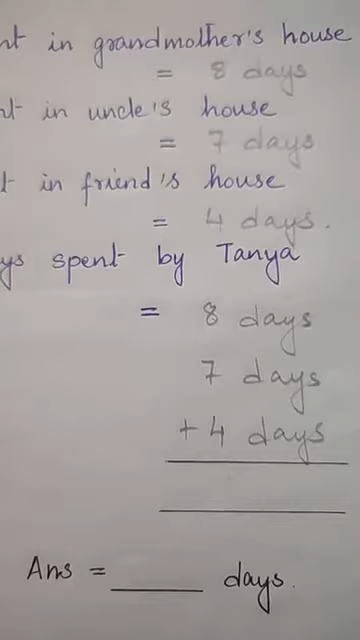 nt in grandmother's house
= 8 days
nt in uncle's house
= 7 days
t in friend's house
= 4 days.
ys spent by Tanya
= 8 days
7 days
+ 4 days
Ans = ______ days.